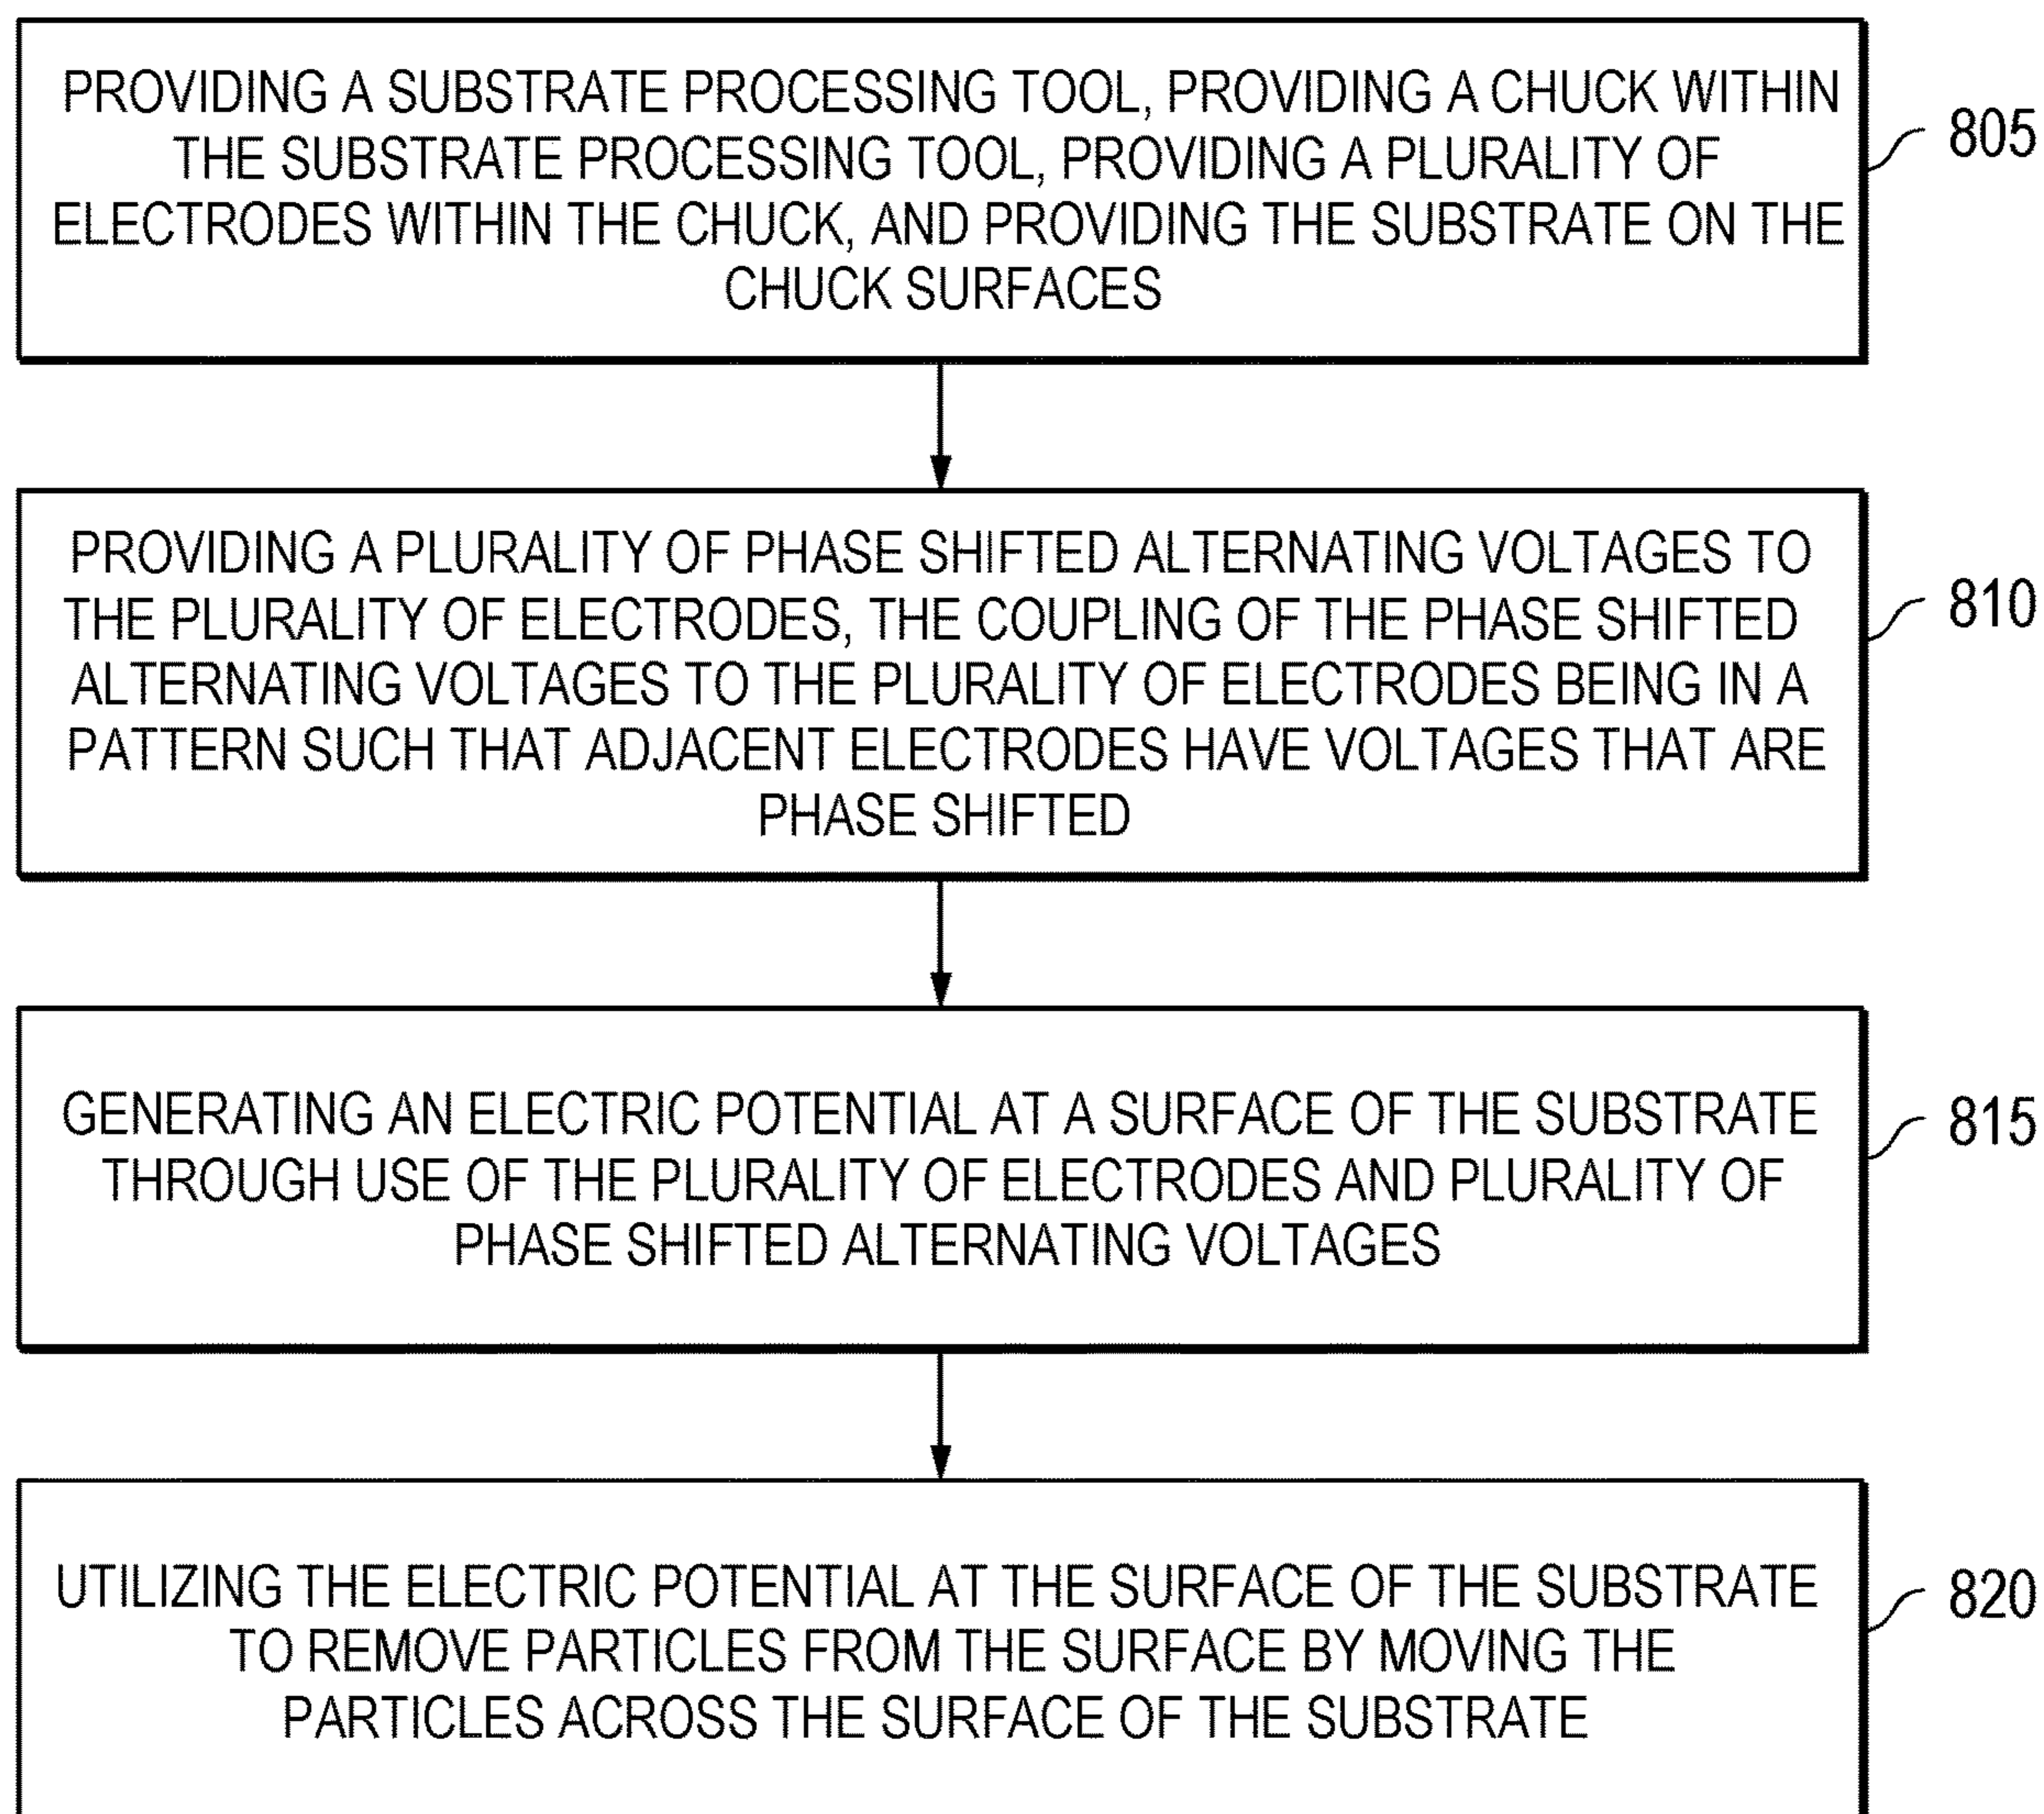 PROVIDING A SUBSTRATE PROCESSING TOOL, PROVIDING A CHUCK WITHIN
THE SUBSTRATE PROCESSING TOOL, PROVIDING A PLURALITY OF
ELECTRODES WITHIN THE CHUCK, AND PROVIDING THE SUBSTRATE ON THE
CHUCK SURFACES
805
PROVIDING A PLURALITY OF PHASE SHIFTED ALTERNATING VOLTAGES TO
THE PLURALITY OF ELECTRODES, THE COUPLING OF THE PHASE SHIFTED
ALTERNATING VOLTAGES TO THE PLURALITY OF ELECTRODES BEING IN A
PATTERN SUCH THAT ADJACENT ELECTRODES HAVE VOLTAGES THAT ARE
PHASE SHIFTED
810
GENERATING AN ELECTRIC POTENTIAL AT A SURFACE OF THE SUBSTRATE
THROUGH USE OF THE PLURALITY OF ELECTRODES AND PLURALITY OF
PHASE SHIFTED ALTERNATING VOLTAGES
815
UTILIZING THE ELECTRIC POTENTIAL AT THE SURFACE OF THE SUBSTRATE
TO REMOVE PARTICLES FROM THE SURFACE BY MOVING THE
PARTICLES ACROSS THE SURFACE OF THE SUBSTRATE
820